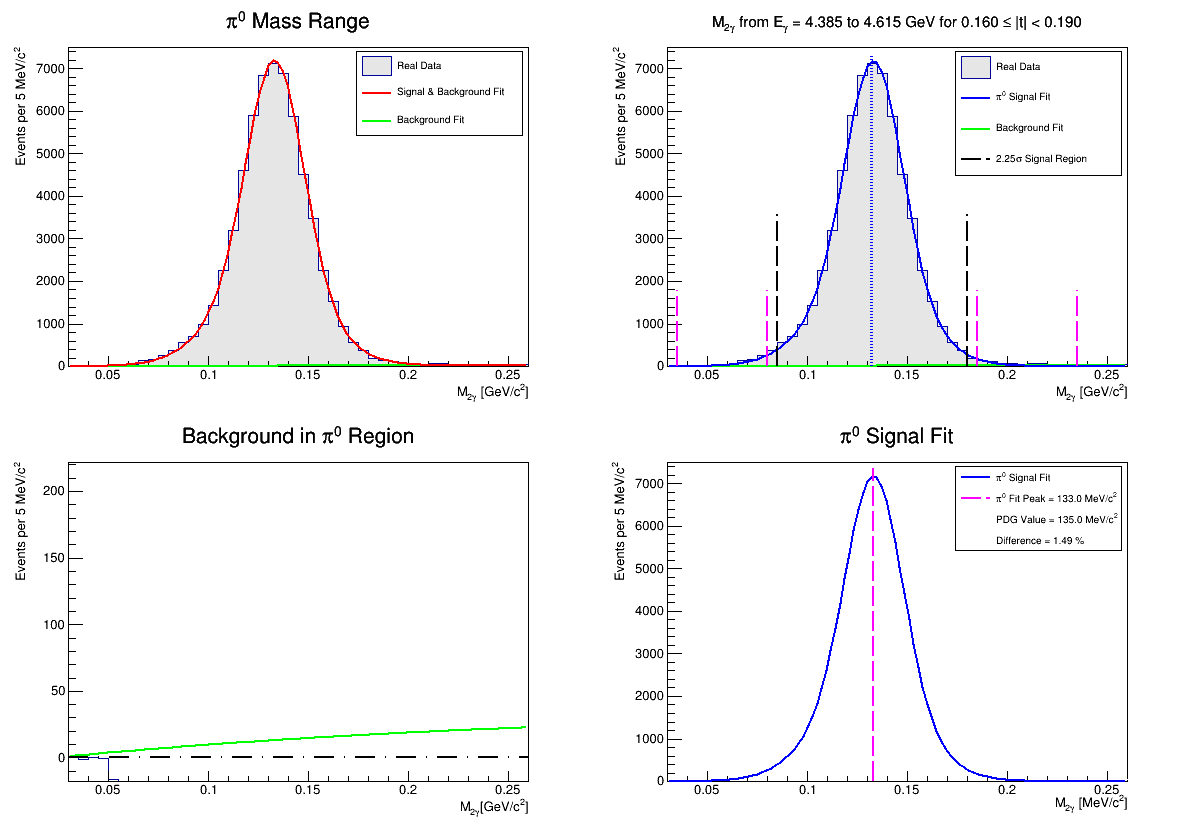 π⁰ Mass Range
Events per 5 MeV/c²
7000
6000
5000
4000
3000
2000
1000
0
Real Data
Signal & Background Fit
Background Fit
0.05 0.1 0.15 0.2 0.25
M₂γ [GeV/c²]
M₂γ from Eγ = 4.385 to 4.615 GeV for 0.160 ≤ |t| < 0.190
Events per 5 MeV/c²
7000
6000
5000
4000
3000
2000
1000
0
Real Data
π⁰ Signal Fit
Background Fit
2.25σ Signal Region
0.05 0.1 0.15 0.2 0.25
M₂γ [GeV/c²]
Background in π⁰ Region
Events per 5 MeV/c²
200
150
100
50
0
0.05 0.1 0.15 0.2 0.25
M₂γ[GeV/c²]
π⁰ Signal Fit
Events per 5 MeV/c²
7000
6000
5000
4000
3000
2000
1000
0
π⁰ Signal Fit
π⁰ Fit Peak = 133.0 MeV/c²
PDG Value = 135.0 MeV/c²
Difference = 1.49 %
0.05 0.1 0.15 0.2 0.25
M₂γ [MeV/c²]